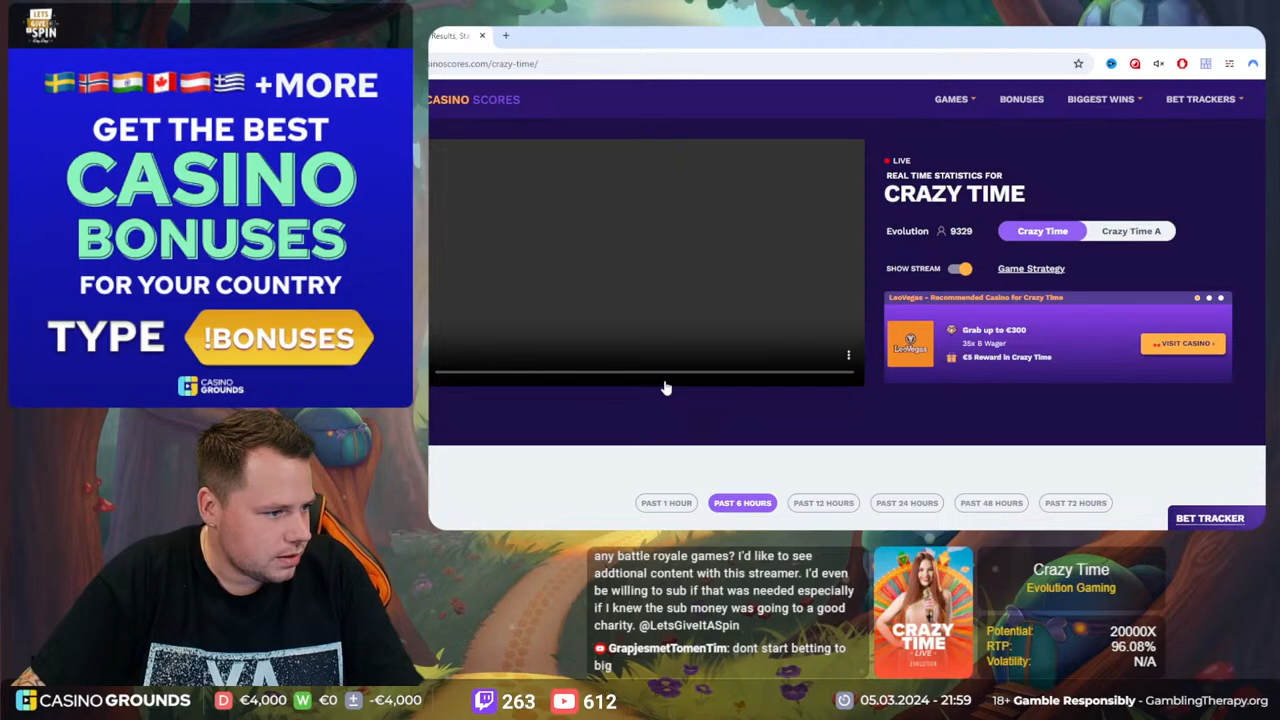 LETS
GIVE IT
A SPIN
+MORE
GET THE BEST
CASINO
BONUSES
FOR YOUR COUNTRY
TYPE !BONUSES
CASINO
GROUNDS
Results, Sta
inoscores.com/crazy-time/
CASINO SCORES
GAMES
BONUSES
BIGGEST WINS
BET TRACKERS
LIVE
REAL TIME STATISTICS FOR
CRAZY TIME
Evolution 9329
Crazy Time
Crazy Time A
SHOW STREAM
Game Strategy
LeoVegas - Recommended Casino for Crazy Time
LeoVegas
Grab up to €300
35x B Wager
€5 Reward in Crazy Time
VISIT CASINO ›
PAST 1 HOUR
PAST 6 HOURS
PAST 12 HOURS
PAST 24 HOURS
PAST 48 HOURS
PAST 72 HOURS
BET TRACKER
any battle royale games? I'd like to see
addtional content with this streamer. I'd even
be willing to sub if that was needed especially
if I knew the sub money was going to a good
charity. @LetsGiveItASpin
GrapjesmetTomenTim: dont start betting to
big
CRAZY
TIME
LIVE
EVOLUTION
Crazy Time
Evolution Gaming
Potential: 20000X
RTP: 96.08%
Volatility: N/A
CASINO GROUNDS
D €4,000 W €0 ± -€4,000
263
612
05.03.2024 - 21:59
18+ Gamble Responsibly - GamblingTherapy.org